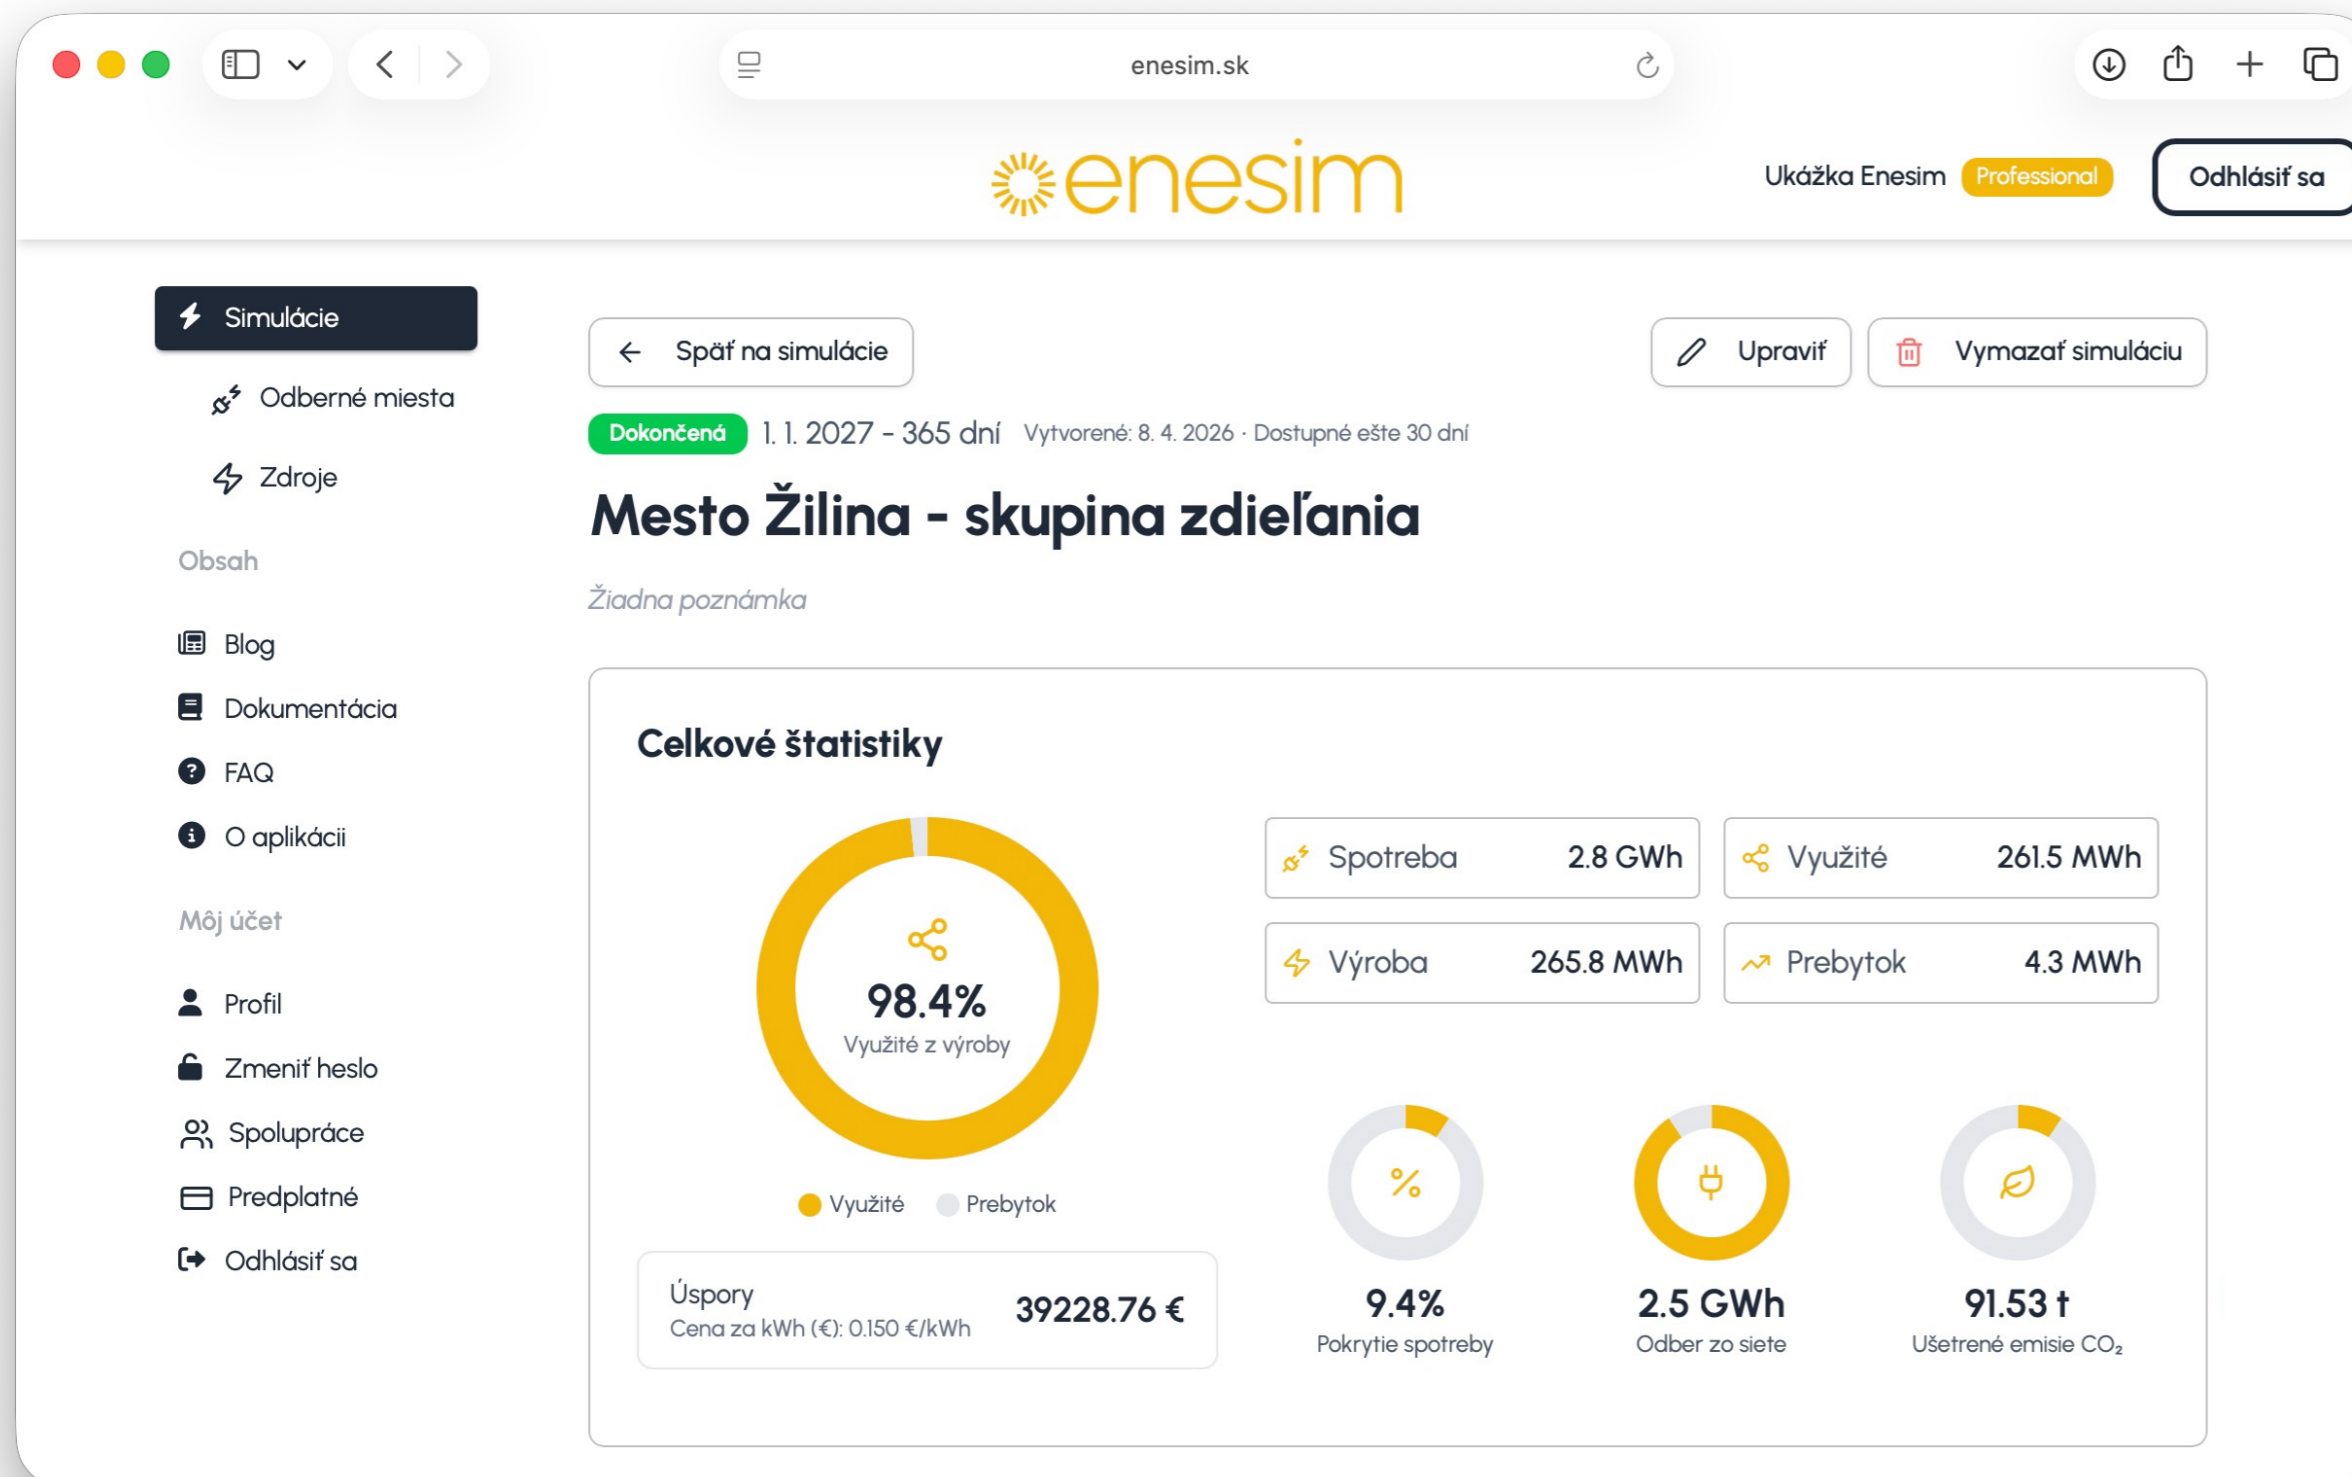 enesim.sk
enesim
Ukážka Enesim Professional
Odhlásiť sa
Simulácie
Odberné miesta
Zdroje
Obsah
Blog
Dokumentácia
FAQ
O aplikácii
Môj účet
Profil
Zmeniť heslo
Spolupráce
Predplatné
Odhlásiť sa
Späť na simulácie
Upraviť
Vymazať simuláciu
Dokončená 1. 1. 2027 - 365 dní Vytvorené: 8. 4. 2026 · Dostupné ešte 30 dní
Mesto Žilina - skupina zdieľania
Žiadna poznámka
Celkové štatistiky
98.4%
Využité z výroby
Využité Prebytok
Úspory
Cena za kWh (€): 0.150 €/kWh
39228.76 €
Spotreba 2.8 GWh
Využité 261.5 MWh
Výroba 265.8 MWh
Prebytok 4.3 MWh
9.4%
Pokrytie spotreby
2.5 GWh
Odber zo siete
91.53 t
Ušetrené emisie CO₂